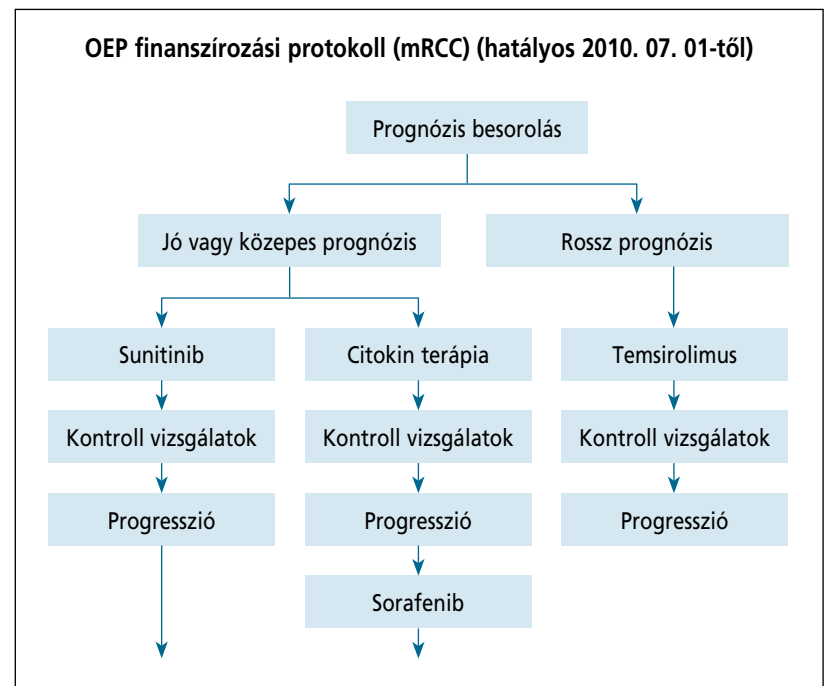 OEP finanszírozási protokoll (mRCC) (hatályos 2010. 07. 01-től)
Prognózis besorolás
Jó vagy közepes prognózis
Rossz prognózis
Sunitinib
Citokin terápia
Temsirolimus
Kontroll vizsgálatok
Kontroll vizsgálatok
Kontroll vizsgálatok
Progresszió
Progresszió
Progresszió
Sorafenib